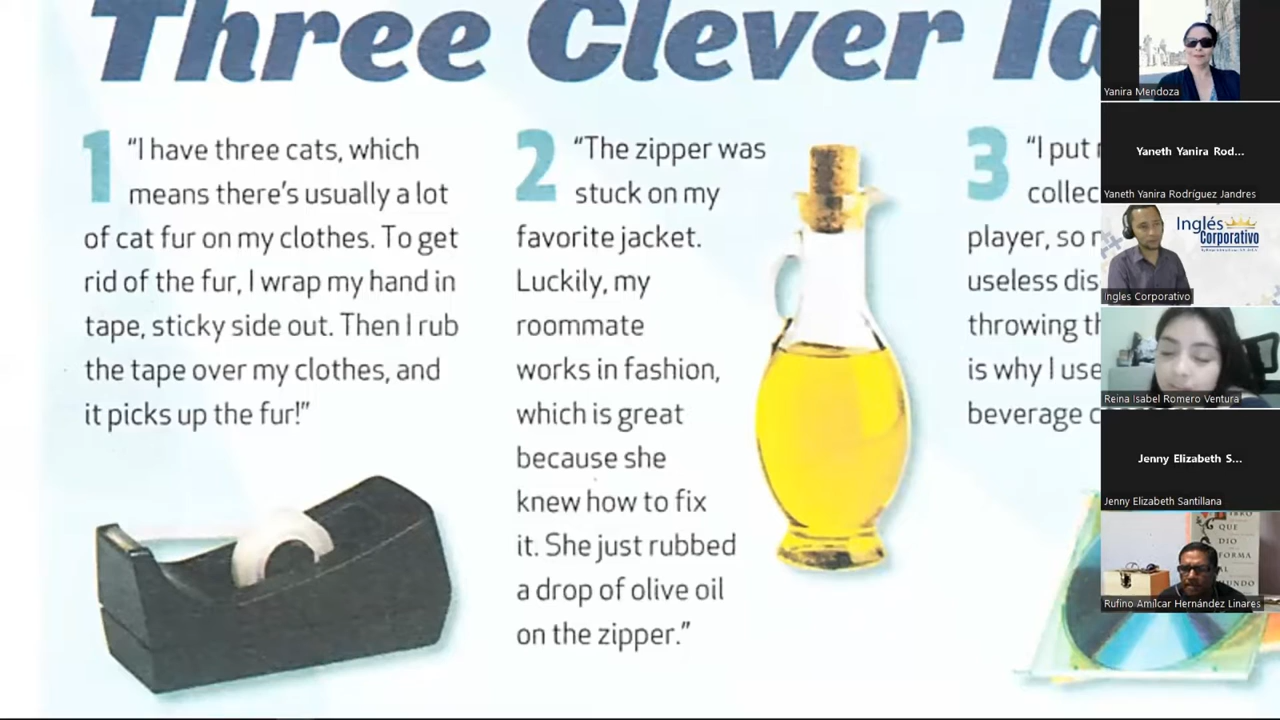 Three Clever
1
"I have three cats, which
means there's usually a lot
of cat fur on my clothes. To get
rid of the fur, I wrap my hand in
tape, sticky side out. Then I rub
the tape over my clothes, and
it picks up the fur!"
2
"The zipper was
stuck on my
favorite jacket.
Luckily, my
roommate
works in fashion,
which is great
because she
knew how to fix
it. She just rubbed
a drop of olive oil
on the zipper."
3
"I put
collec
player, so
useless dis
throwing th
is why I use
beverage c
Yanira Mendoza
Yaneth Yanira Rod...
Yaneth Yanira Rodríguez Jandres
Inglés
Corporativo
Ingles Corporativo
Reina Isabel Romero Ventura
Jenny Elizabeth S...
Jenny Elizabeth Santillana
QUE
DIO
FORMA
AL
MUNDO
Rufino Amílcar Hernández Linares